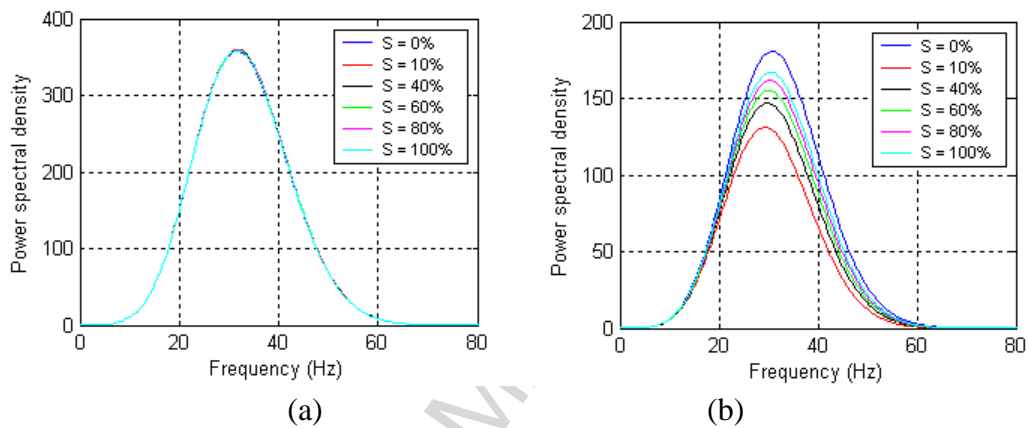 400
300
200
100
0
0 20 40 60 80
Power spectral density
Frequency (Hz)
S = 0%
S = 10%
S = 40%
S = 60%
S = 80%
S = 100%
(a)
200
150
100
50
0
0 20 40 60 80
Power spectral density
Frequency (Hz)
S = 0%
S = 10%
S = 40%
S = 60%
S = 80%
S = 100%
(b)